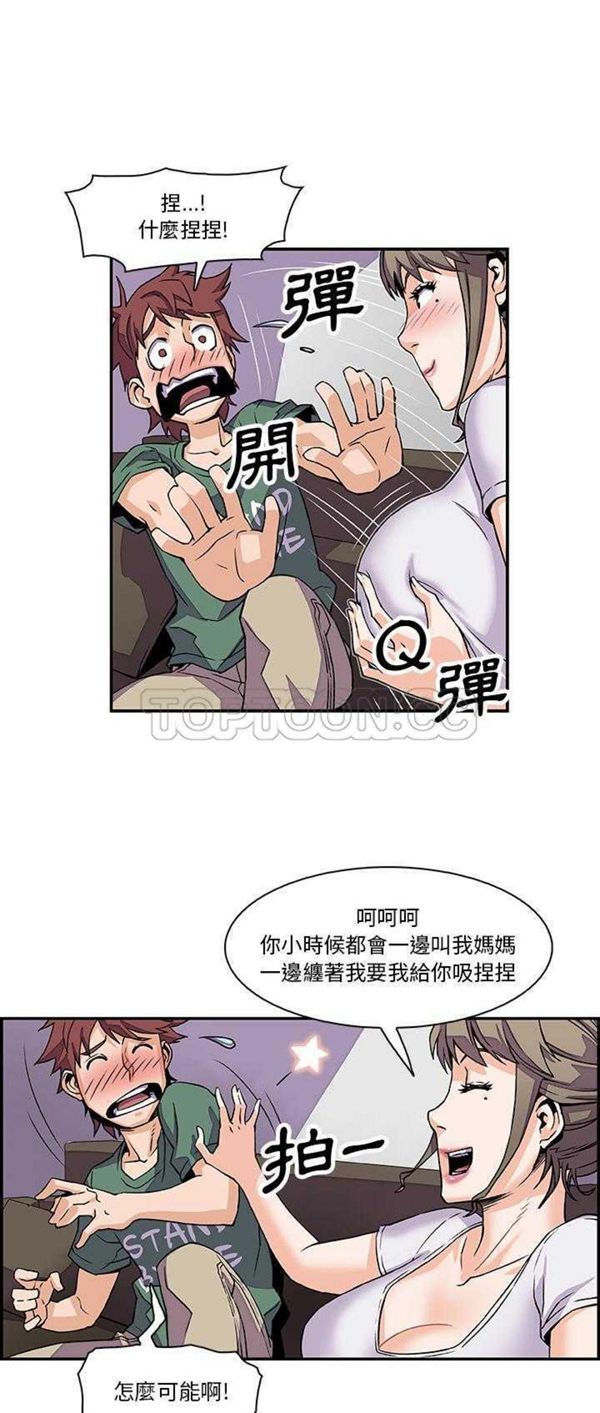 捏...!
什麼捏捏!
彈
開
ND
E
Q
彈
TOPTOON.CC
呵呵呵
你小時候都會一邊叫我媽媽
一邊纏著我要我給你吸捏捏
拍一
STAND
怎麼可能啊!